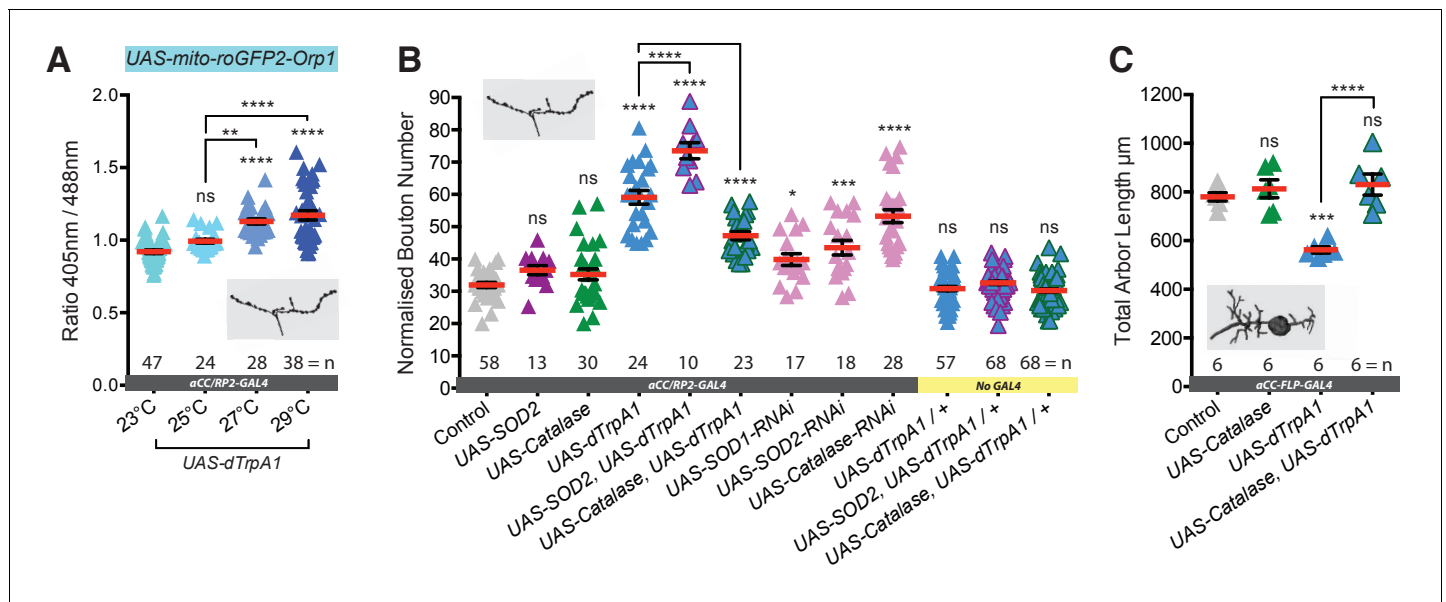 A
UAS-mito-roGFP2-Orp1
Ratio 405nm / 488nm
2.0
1.5
1.0
0.5
0.0
****
**
ns
****
****
47 24 28 38 = n
aCC/RP2-GAL4
23°C 25°C 27°C 29°C
UAS-dTrpA1
B
Normalised Bouton Number
90
80
70
60
50
40
30
20
10
0
****
ns
ns
****
****
****
*
***
****
ns
ns
ns
58 13 30 24 10 23 17 18 28 57 68 68 = n
aCC/RP2-GAL4
No GAL4
Control
UAS-SOD2
UAS-Catalase
UAS-dTrpA1
UAS-SOD2, UAS-dTrpA1
UAS-Catalase, UAS-dTrpA1
UAS-SOD1-RNAi
UAS-SOD2-RNAi
UAS-Catalase-RNAi
UAS-dTrpA1 / +
UAS-SOD2, UAS-dTrpA1 / +
UAS-Catalase, UAS-dTrpA1 / +
C
Total Arbor Length µm
1200
1000
800
600
400
200
0
****
ns
***
ns
6 6 6 6 = n
aCC-FLP-GAL4
Control
UAS-Catalase
UAS-dTrpA1
UAS-Catalase, UAS-dTrpA1